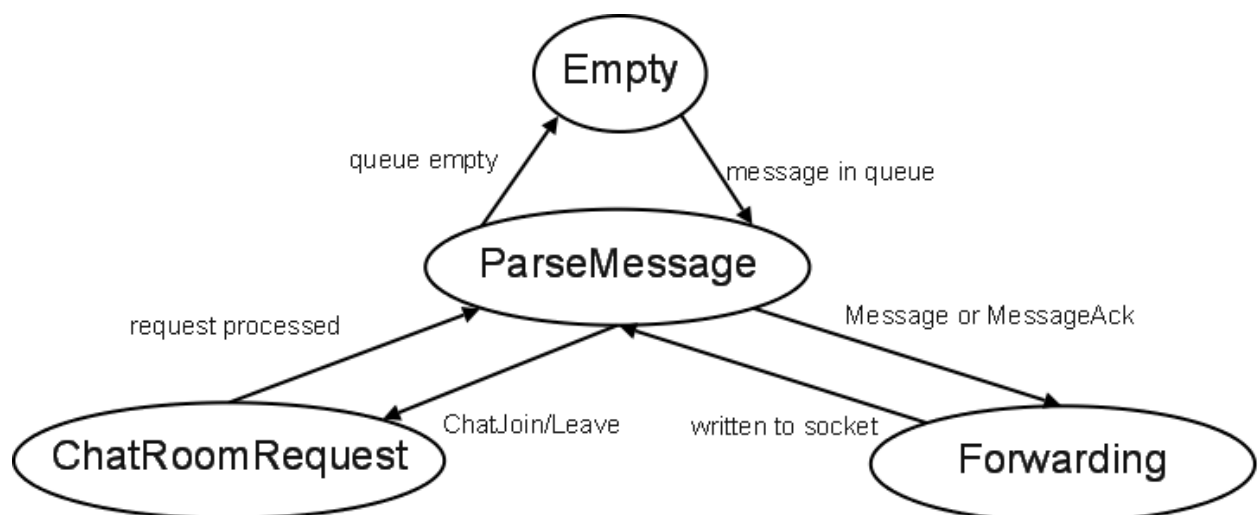 Empty
queue empty
message in queue
ParseMessage
request processed
Message or MessageAck
ChatJoin/Leave
written to socket
ChatRoomRequest
Forwarding